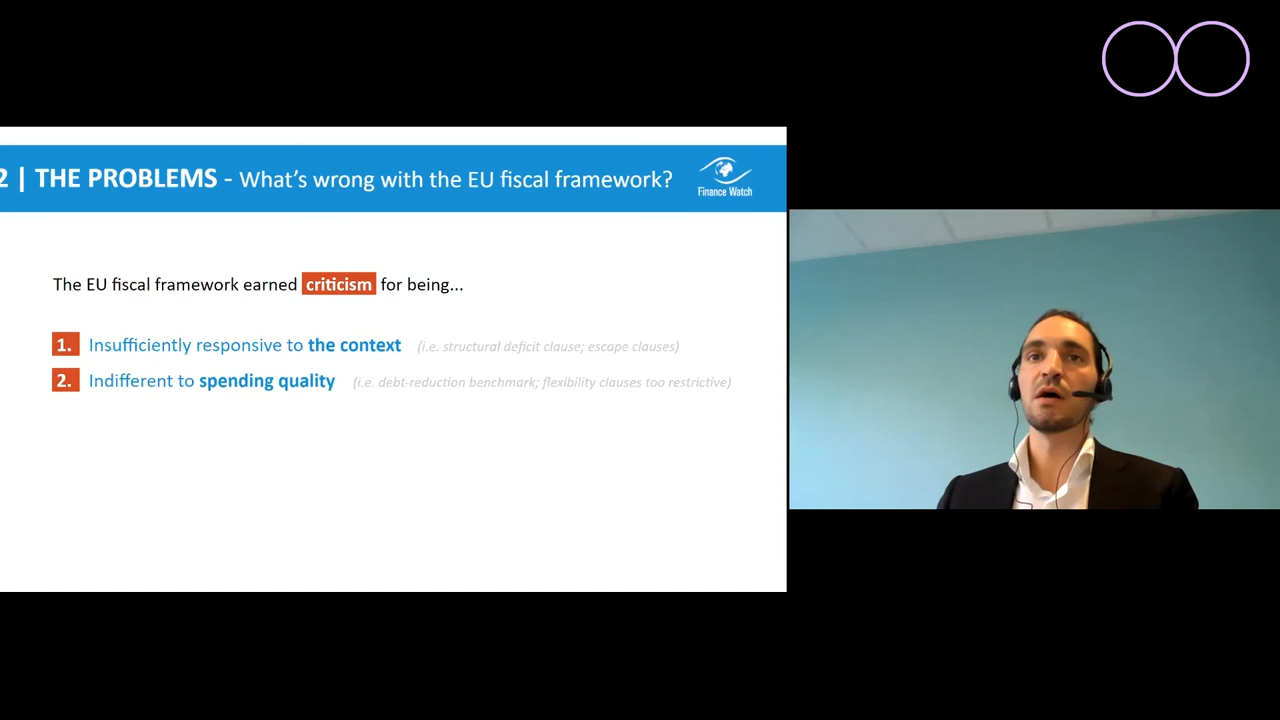 2 | THE PROBLEMS - What's wrong with the EU fiscal framework?
Finance Watch
The EU fiscal framework earned criticism for being...
1. Insufficiently responsive to the context (i.e. structural deficit clause; escape clauses)
2. Indifferent to spending quality (i.e. debt-reduction benchmark; flexibility clauses too restrictive)